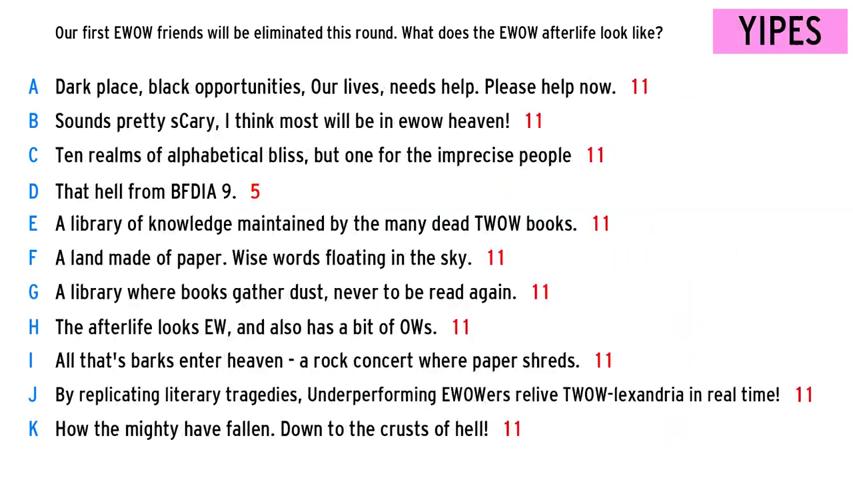 Our first EWOW friends will be eliminated this round. What does the EWOW afterlife look like?
YIPES
A Dark place, black opportunities, Our lives, needs help. Please help now. 11
B Sounds pretty sCary, I think most will be in ewow heaven! 11
C Ten realms of alphabetical bliss, but one for the imprecise people 11
D That hell from BFDIA 9. 5
E A library of knowledge maintained by the many dead TWOW books. 11
F A land made of paper. Wise words floating in the sky. 11
G A library where books gather dust, never to be read again. 11
H The afterlife looks EW, and also has a bit of OWs. 11
I All that's barks enter heaven - a rock concert where paper shreds. 11
J By replicating literary tragedies, Underperforming EWOWers relive TWOW-lexandria in real time! 11
K How the mighty have fallen. Down to the crusts of hell! 11